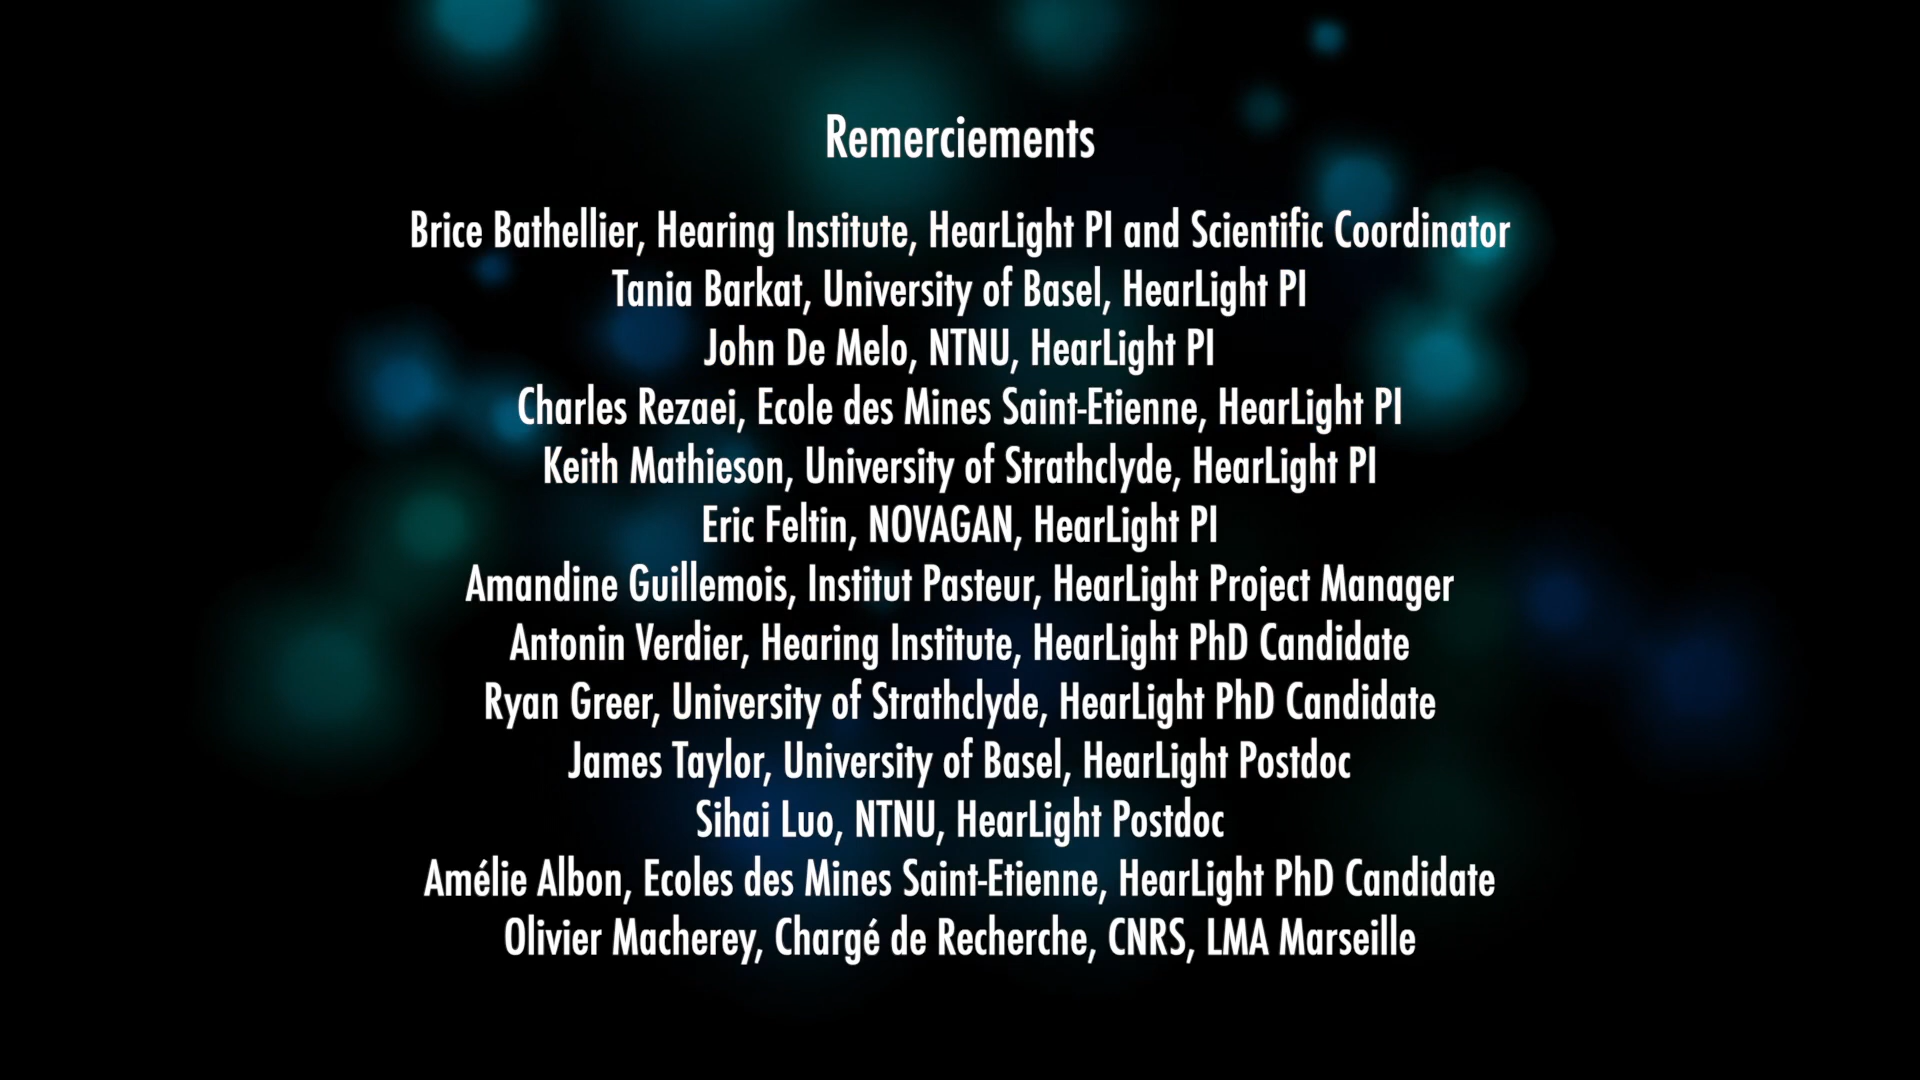 Remerciements
Brice Bathellier, Hearing Institute, HearLight PI and Scientific Coordinator
Tania Barkat, University of Basel, HearLight PI
John De Melo, NTNU, HearLight PI
Charles Rezaei, Ecole des Mines Saint-Etienne, HearLight PI
Keith Mathieson, University of Strathclyde, HearLight PI
Eric Feltin, NOVAGAN, HearLight PI
Amandine Guillemois, Institut Pasteur, HearLight Project Manager
Antonin Verdier, Hearing Institute, HearLight PhD Candidate
Ryan Greer, University of Strathclyde, HearLight PhD Candidate
James Taylor, University of Basel, HearLight Postdoc
Sihai Luo, NTNU, HearLight Postdoc
Amélie Albon, Ecoles des Mines Saint-Etienne, HearLight PhD Candidate
Olivier Macherey, Chargé de Recherche, CNRS, LMA Marseille